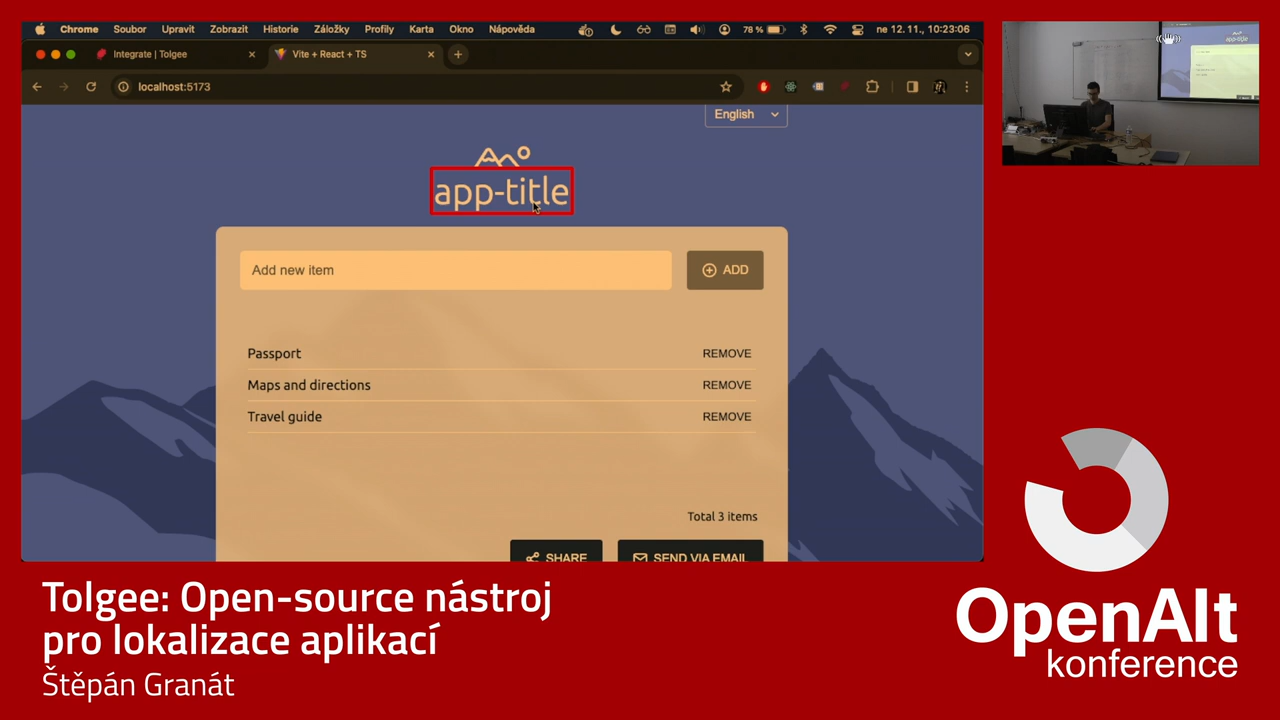 Chrome Soubor Upravit Zobrazit Historie Záložky Profily Karta Okno Nápověda 78 % ne 12. 11., 10:23:06
Integrate | Tolgee
Vite + React + TS
localhost:5173
English
app-title
Add new item
ADD
Passport REMOVE
Maps and directions REMOVE
Travel guide REMOVE
Total 3 items
SHARE
SEND VIA EMAIL
Tolgee: Open-source nástroj
pro lokalizace aplikací
Štěpán Granát
OpenAlt
konference